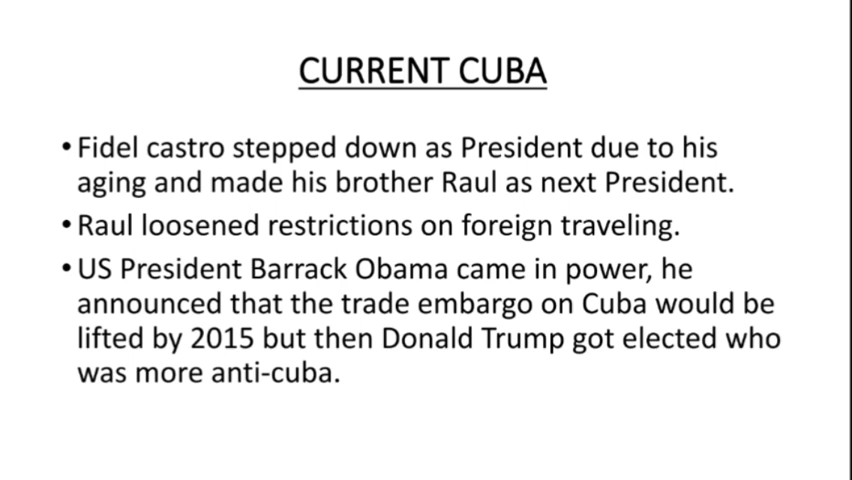 CURRENT CUBA
• Fidel castro stepped down as President due to his
aging and made his brother Raul as next President.
• Raul loosened restrictions on foreign traveling.
• US President Barrack Obama came in power, he
announced that the trade embargo on Cuba would be
lifted by 2015 but then Donald Trump got elected who
was more anti-cuba.